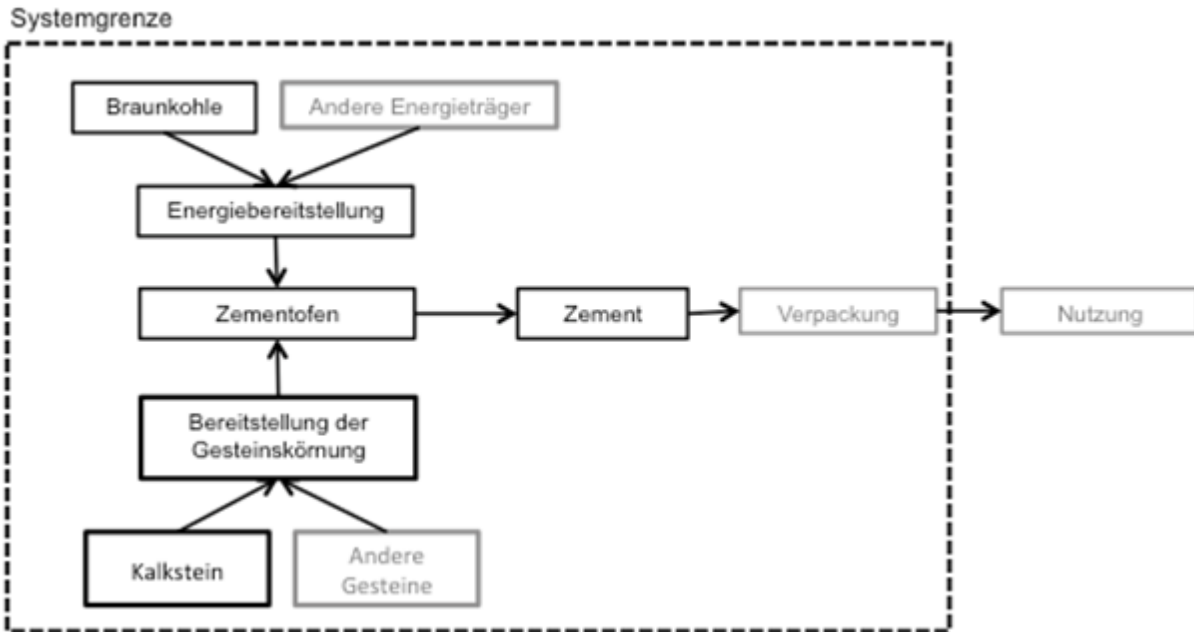 Systemgrenze
Braunkohle
Andere Energieträger
Energiebereitstellung
Zementofen
Zement
Verpackung
Nutzung
Bereitstellung der
Gesteinskörnung
Kalkstein
Andere
Gesteine